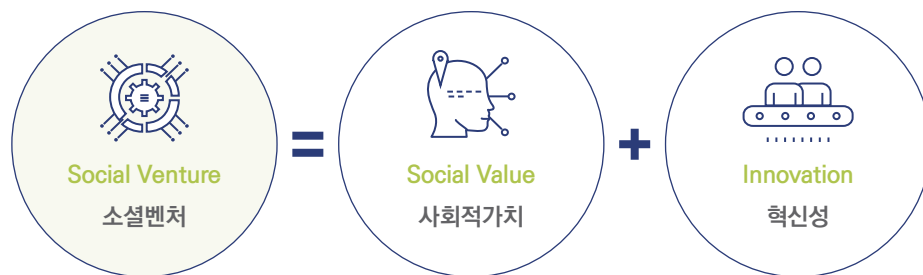 Social Venture
소셜벤처
=
Social Value
사회적가치
+
Innovation
혁신성